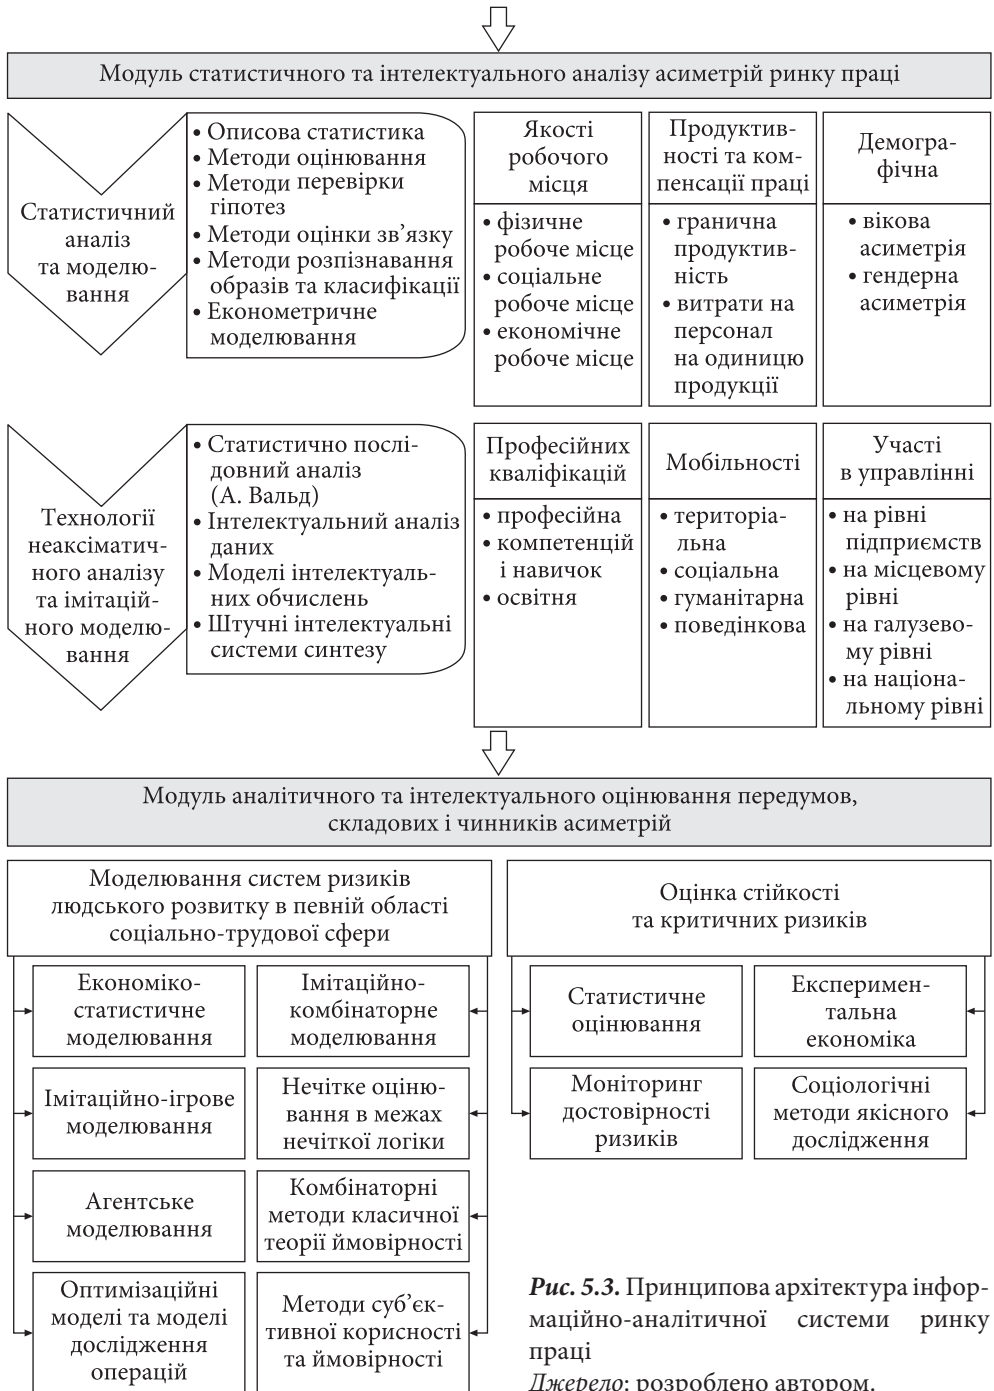 Модуль статистичного та інтелектуального аналізу асиметрій ринку праці
Статистичний
аналіз
та моделю-
вання
• Описова статистика
• Методи оцінювання
• Методи перевірки
гіпотез
• Методи оцінки зв’язку
• Методи розпізнавання
образів та класифікації
• Економетричне
моделювання
Якості
робочого
місця
• фізичне
робоче місце
• соціальне
робоче місце
• економічне
робоче місце
Продуктив-
ності та ком-
пенсації праці
• гранична
продуктив-
ність
• витрати на
персонал
на одиницю
продукції
Демогра-
фічна
• вікова
асиметрія
• гендерна
асиметрія
Технології
неаксіматич-
ного аналізу
та імітацій-
ного моделю-
вання
• Статистично послі-
довний аналіз
(А. Вальд)
• Інтелектуальний аналіз
даних
• Моделі інтелектуаль-
них обчислень
• Штучні інтелектуальні
системи синтезу
Професійних
кваліфікацій
• професійна
• компетенцій
і навичок
• освітня
Мобільності
• територіа-
льна
• соціальна
• гуманітарна
• поведінкова
Участі
в управлінні
• на рівні
підприємств
• на місцевому
рівні
• на галузево-
му рівні
• на націона-
льному рівні
Модуль аналітичного та інтелектуального оцінювання передумов,
складових і чинників асиметрій
Моделювання систем ризиків
людського розвитку в певній області
соціально-трудової сфери
Економіко-
статистичне
моделювання
Імітаційно-
комбінаторне
моделювання
Імітаційно-ігрове
моделювання
Нечітке оціню-
вання в межах
нечіткої логіки
Агентське
моделювання
Комбінаторні
методи класичної
теорії ймовірності
Оптимізаційні
моделі та моделі
дослідження
операцій
Методи суб’єк-
тивної корисності
та ймовірності
Оцінка стійкості
та критичних ризиків
Статистичне
оцінювання
Експеримен-
тальна
економіка
Моніторинг
достовірності
ризиків
Соціологічні
методи якісного
дослідження
Рис. 5.3. Принципова архітектура інфор-
маційно-аналітичної системи ринку
праці
Джерело: розроблено автором.